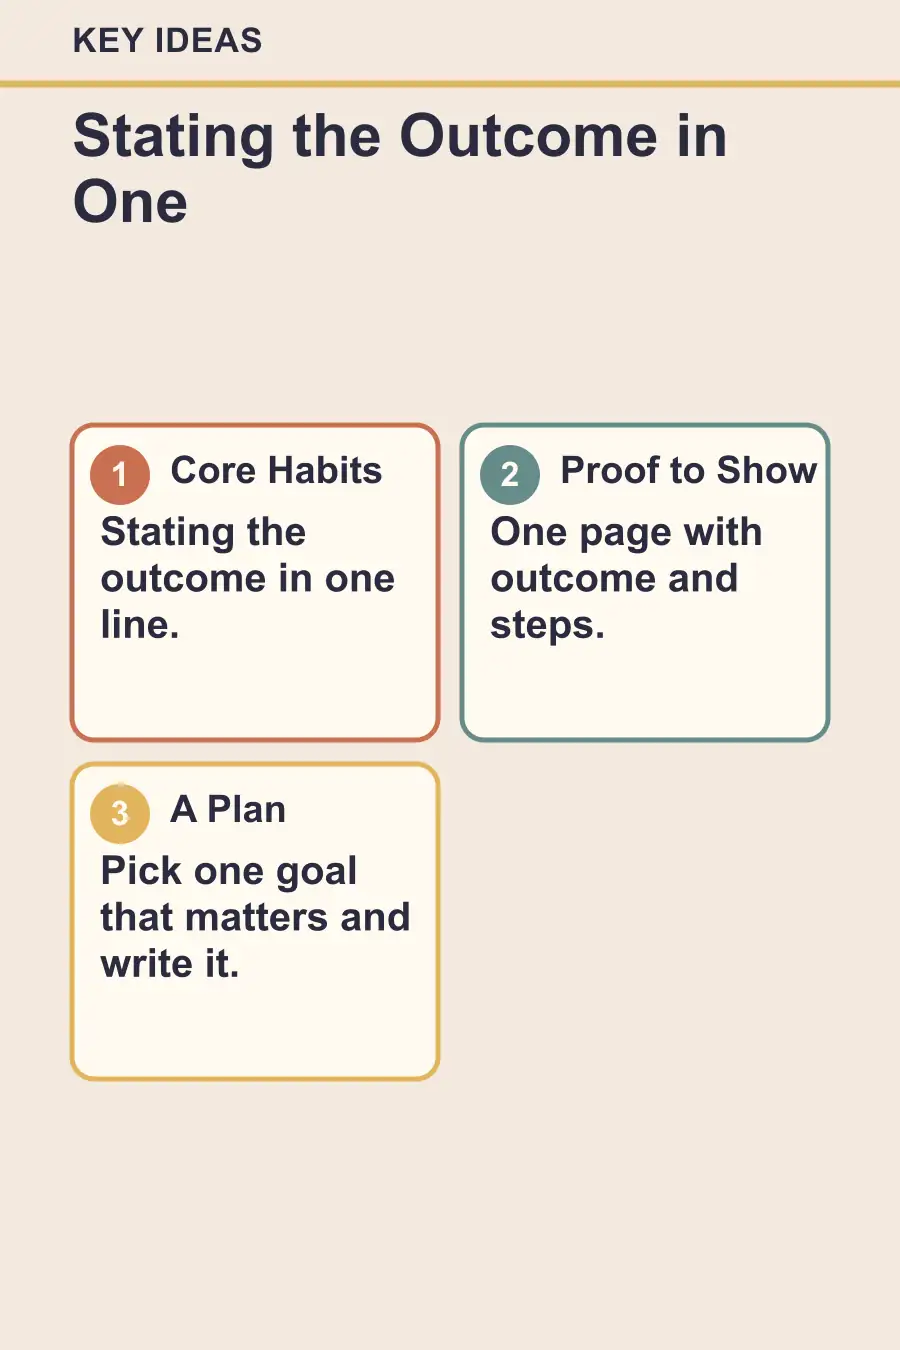 KEY IDEAS
Stating the Outcome in
One
1 Core Habits
Stating the
outcome in one
line.
2 Proof to Show
One page with
outcome and
steps.
3 A Plan
Pick one goal
that matters and
write it.